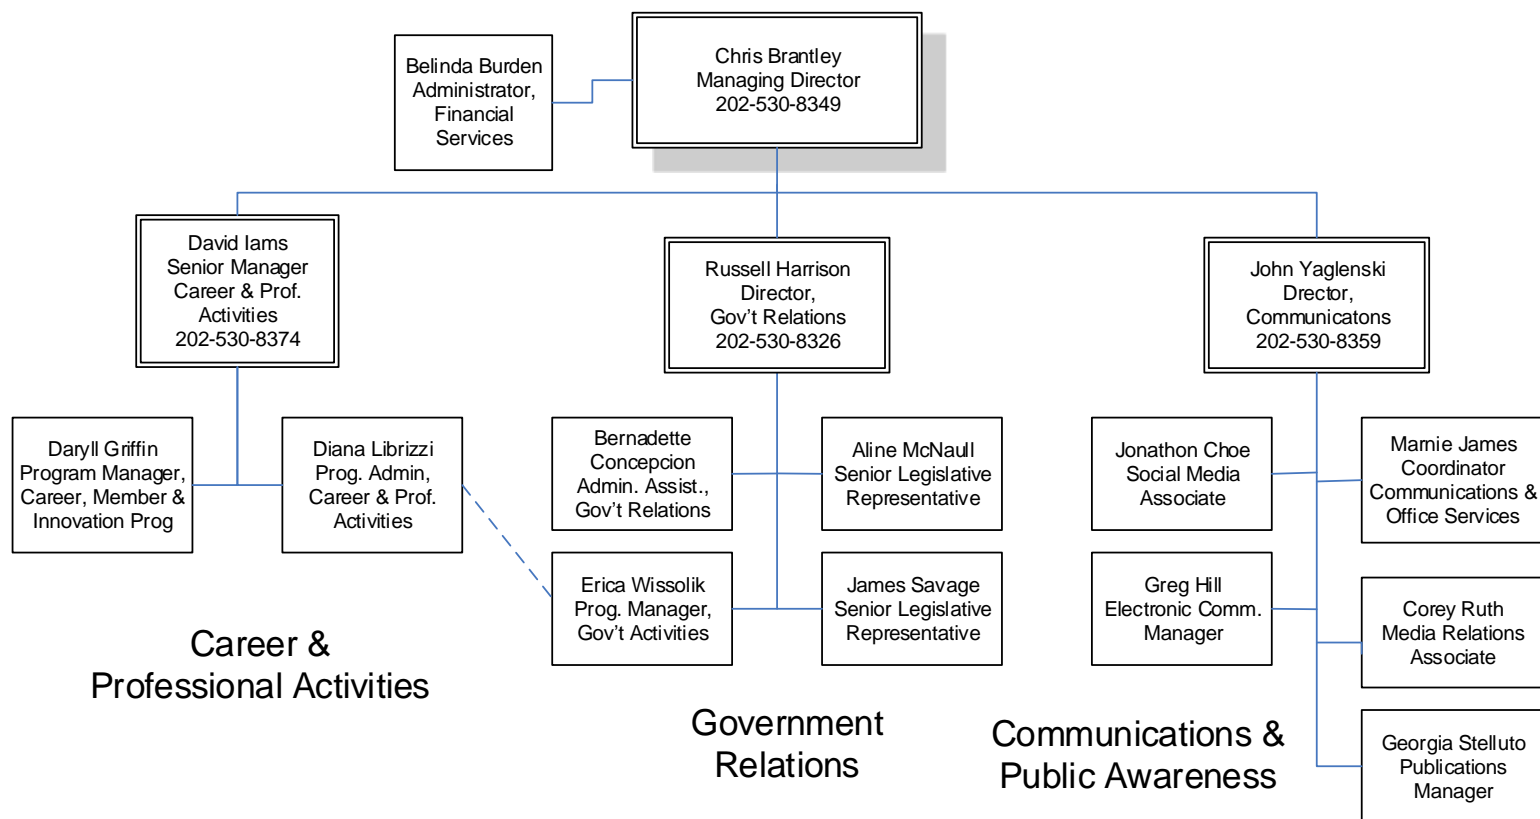 Belinda Burden
Administrator,
Financial
Services
Chris Brantley
Managing Director
202-530-8349
David Iams
Senior Manager
Career & Prof.
Activities
202-530-8374
Russell Harrison
Director,
Gov't Relations
202-530-8326
John Yaglenski
Drector,
Communicatons
202-530-8359
Daryll Griffin
Program Manager,
Career, Member &
Innovation Prog
Diana Librizzi
Prog. Admin,
Career & Prof.
Activities
Bernadette
Concepcion
Admin. Assist.,
Gov't Relations
Aline McNaull
Senior Legislative
Representative
Jonathon Choe
Social Media
Associate
Marnie James
Coordinator
Communications &
Office Services
Erica Wissolik
Prog. Manager,
Gov't Activities
James Savage
Senior Legislative
Representative
Greg Hill
Electronic Comm.
Manager
Corey Ruth
Media Relations
Associate
Georgia Stelluto
Publications
Manager
Career &
Professional Activities
Government
Relations
Communications &
Public Awareness